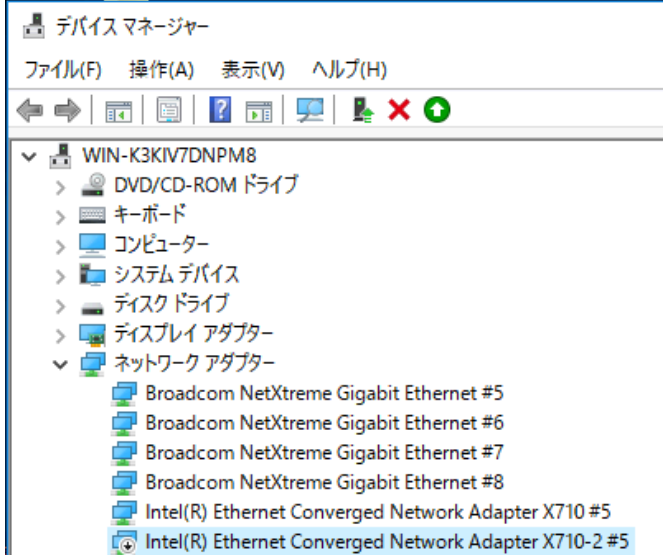 デバイス マネージャー
ファイル(F) 操作(A) 表示(V) ヘルプ(H)
WIN-K3KIV7DNPM8
DVD/CD-ROM ドライブ
キーボード
コンピューター
システム デバイス
ディスク ドライブ
ディスプレイ アダプター
ネットワーク アダプター
Broadcom NetXtreme Gigabit Ethernet #5
Broadcom NetXtreme Gigabit Ethernet #6
Broadcom NetXtreme Gigabit Ethernet #7
Broadcom NetXtreme Gigabit Ethernet #8
Intel(R) Ethernet Converged Network Adapter X710 #5
Intel(R) Ethernet Converged Network Adapter X710-2 #5